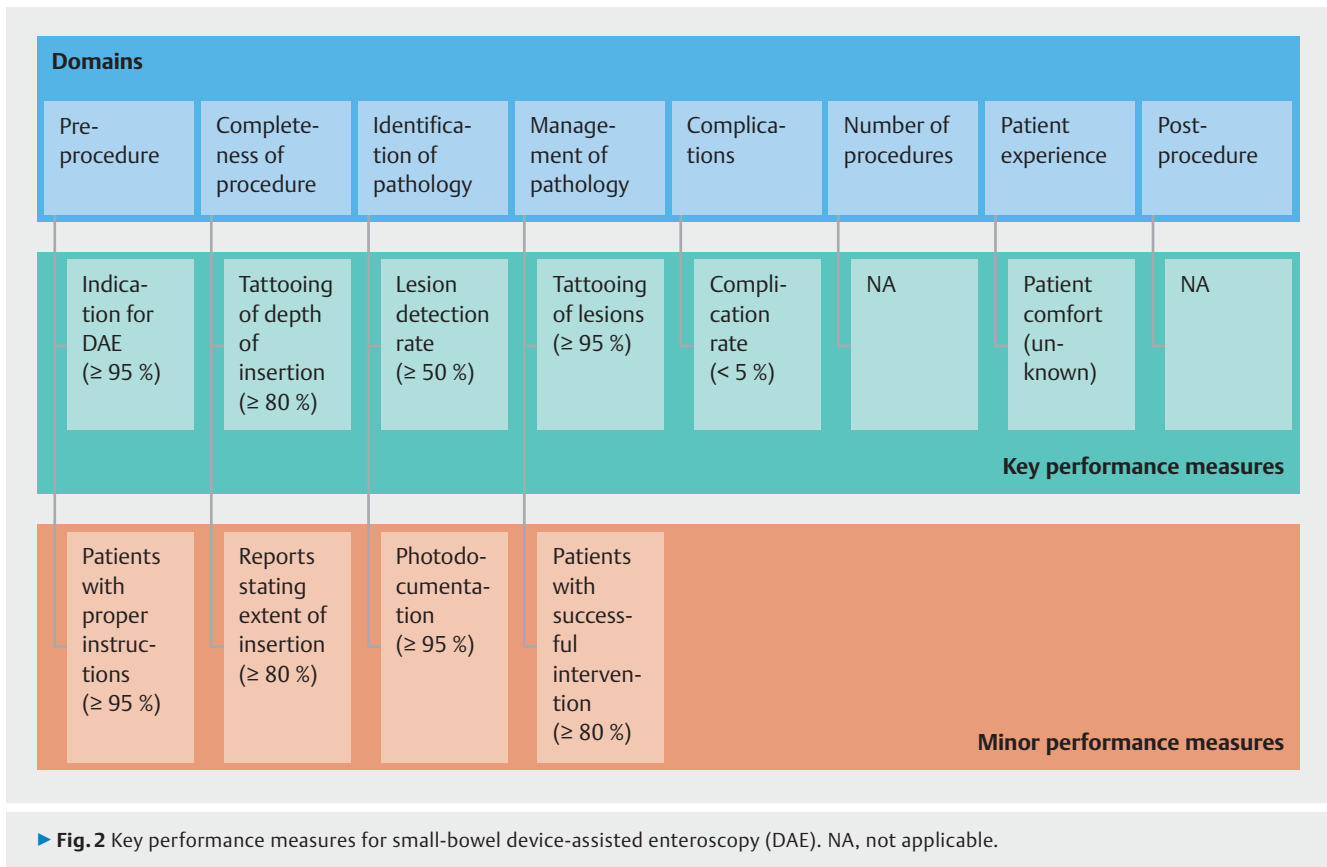 Domains
Pre-
procedure
Complete-
ness of
procedure
Identifica-
tion of
pathology
Manage-
ment of
pathology
Complica-
tions
Number of
procedures
Patient
experience
Post-
procedure
Indica-
tion for
DAE
(≥ 95 %)
Tattooing
of depth
of
insertion
(≥ 80 %)
Lesion
detection
rate
(≥ 50 %)
Tattooing
of lesions
(≥ 95 %)
Compli-
cation
rate
(< 5 %)
NA
Patient
comfort
(un-
known)
NA
Key performance measures
Patients
with
proper
instruc-
tions
(≥ 95 %)
Reports
stating
extent of
insertion
(≥ 80 %)
Photodo-
cumenta-
tion
(≥ 95 %)
Patients
with
success-
ful
interven-
tion
(≥ 80 %)
Minor performance measures
▶ Fig. 2 Key performance measures for small-bowel device-assisted enteroscopy (DAE). NA, not applicable.